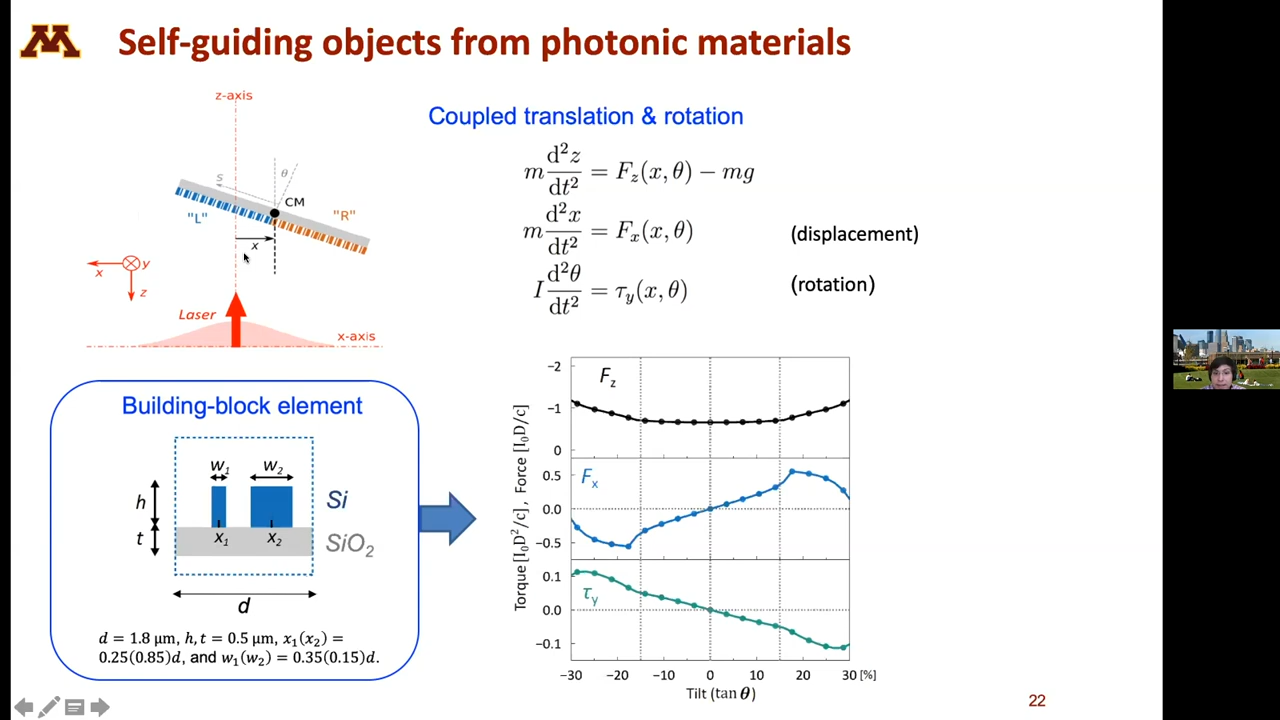 M
Self-guiding objects from photonic materials
z-axis
Coupled translation & rotation
s
θ
CM
"L"
"R"
x
x
y
z
Laser
x-axis
m d²z/dt² = F_z(x, θ) − mg
m d²x/dt² = F_x(x, θ)
(displacement)
I d²θ/dt² = τ_y(x, θ)
(rotation)
Building-block element
w₁
w₂
h
t
x₁
x₂
Si
SiO₂
d
d = 1.8 μm, h, t = 0.5 μm, x₁(x₂) =
0.25(0.85)d, and w₁(w₂) = 0.35(0.15)d.
Torque [I₀D²/c] , Force [I₀D/c]
F_z
−2
−1
0
F_x
0.5
0.0
−0.5
τ_y
0.1
0.0
−0.1
−30 −20 −10 0 10 20 30 [%]
Tilt (tan θ)
22